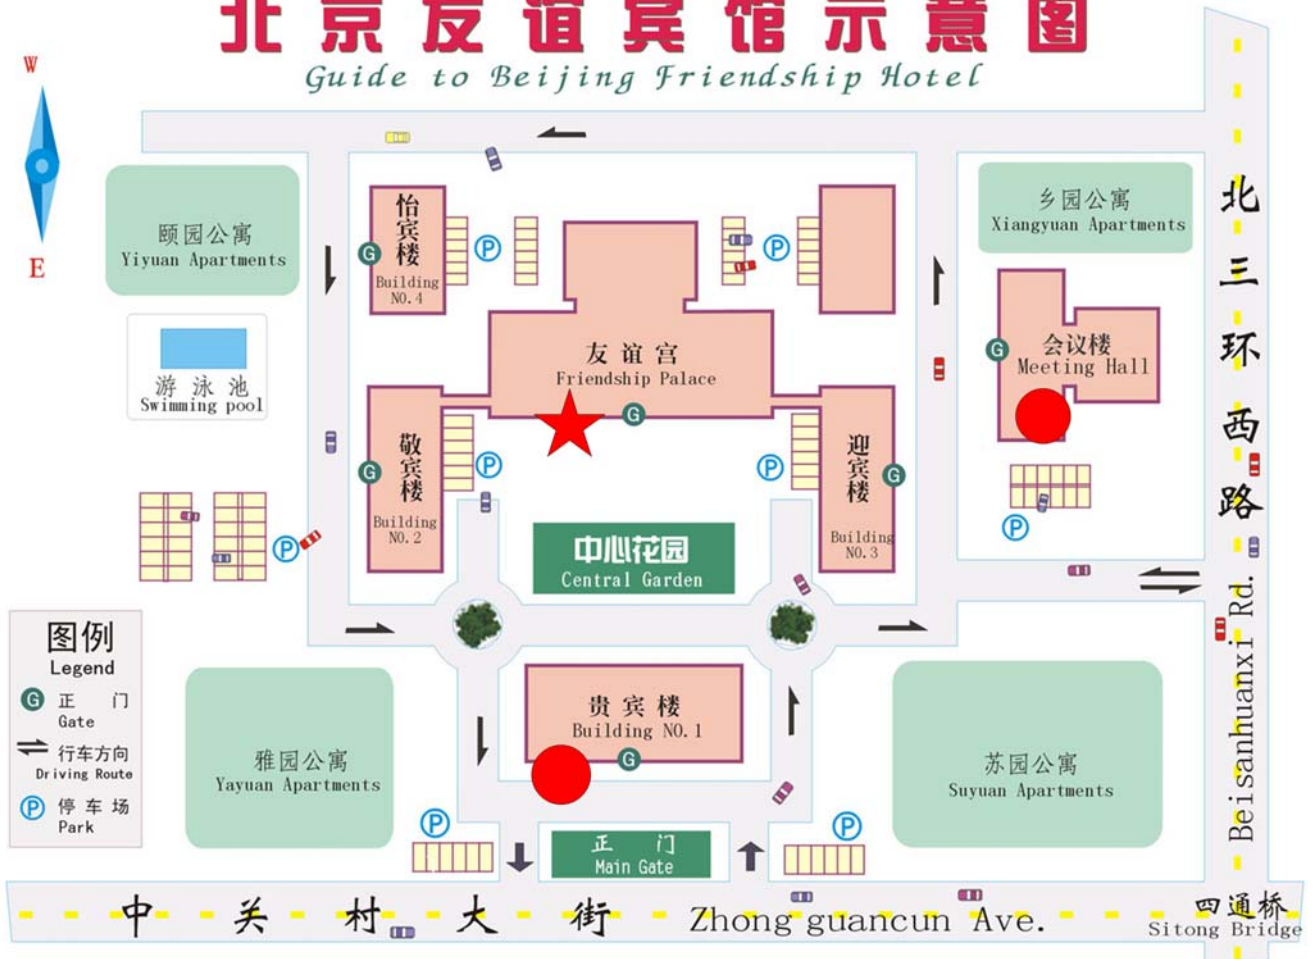 北京友谊宾馆示意图
Guide to Beijing Friendship Hotel
W
E
颐园公寓
Yiyuan Apartments
游泳池
Swimming pool
怡宾楼
Building
NO.4
P
G
P
乡园公寓
Xiangyuan Apartments
友谊宫
Friendship Palace
G
G
会议楼
Meeting Hall
敬宾楼
Building
NO.2
G
P
P
迎宾楼
Building
NO.3
G
P
P
中心花园
Central Garden
北三环西路
Beisanhuanxi Rd.
图例
Legend
G 正门
Gate
行车方向
Driving Route
P 停车场
Park
雅园公寓
Yayuan Apartments
贵宾楼
Building NO.1
G
苏园公寓
Suyuan Apartments
P
正门
Main Gate
P
中关村大街 Zhong guancun Ave.
四通桥
Sitong Bridge